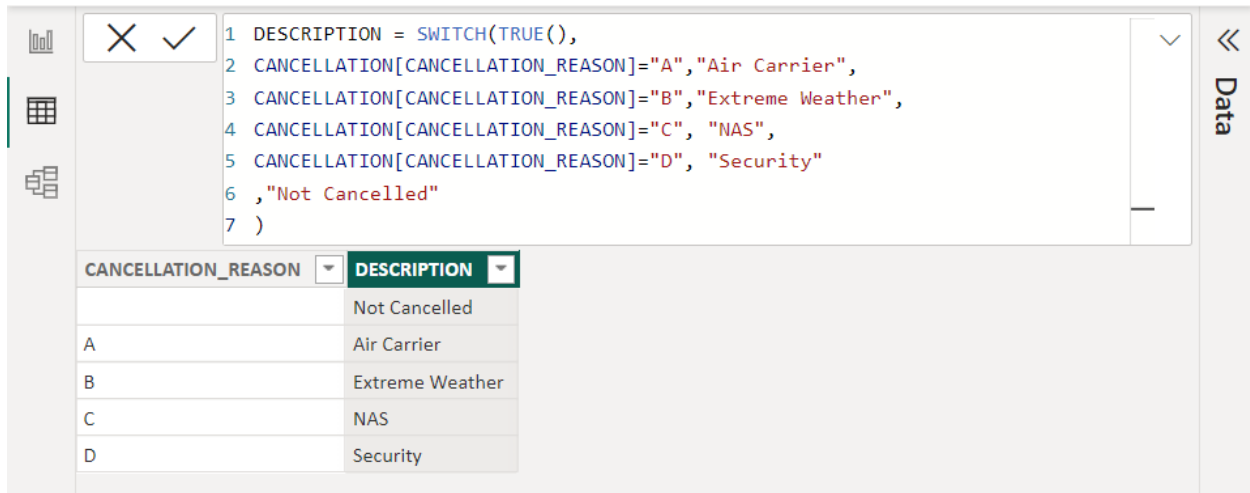 1 DESCRIPTION = SWITCH(TRUE(),
2 CANCELLATION[CANCELLATION_REASON]="A","Air Carrier",
3 CANCELLATION[CANCELLATION_REASON]="B","Extreme Weather",
4 CANCELLATION[CANCELLATION_REASON]="C", "NAS",
5 CANCELLATION[CANCELLATION_REASON]="D", "Security"
6 ,"Not Cancelled"
7 )
Data
CANCELLATION_REASON DESCRIPTION
Not Cancelled
A Air Carrier
B Extreme Weather
C NAS
D Security